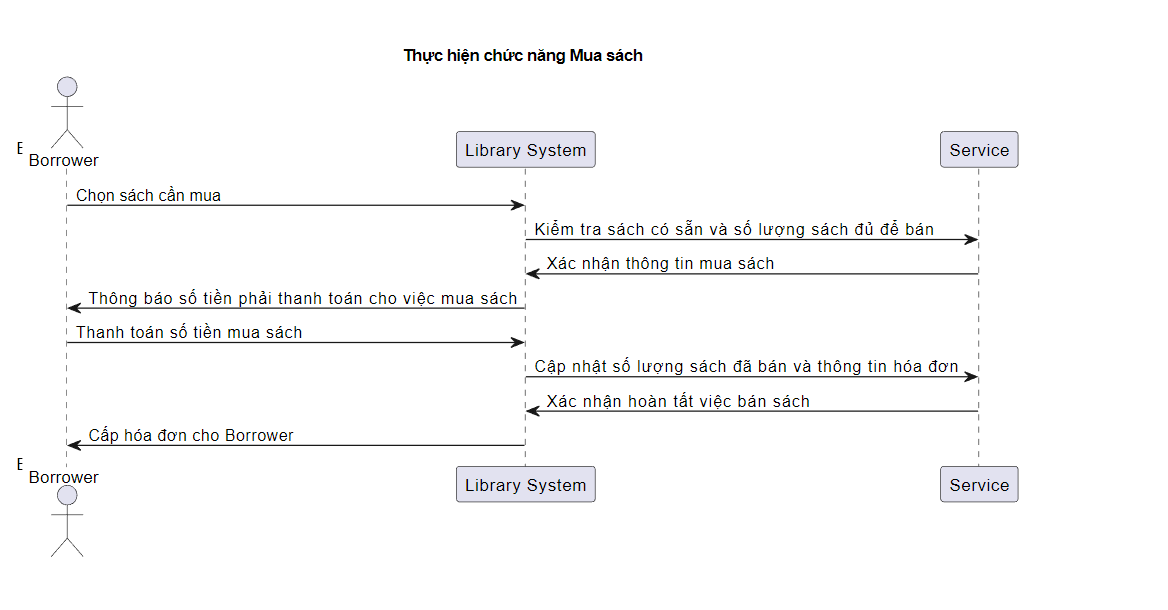 Thực hiện chức năng Mua sách
Borrower
Library System
Service
Chọn sách cần mua
Kiểm tra sách có sẵn và số lượng sách đủ để bán
Xác nhận thông tin mua sách
Thông báo số tiền phải thanh toán cho việc mua sách
Thanh toán số tiền mua sách
Cập nhật số lượng sách đã bán và thông tin hóa đơn
Xác nhận hoàn tất việc bán sách
Cấp hóa đơn cho Borrower
Borrower
Library System
Service